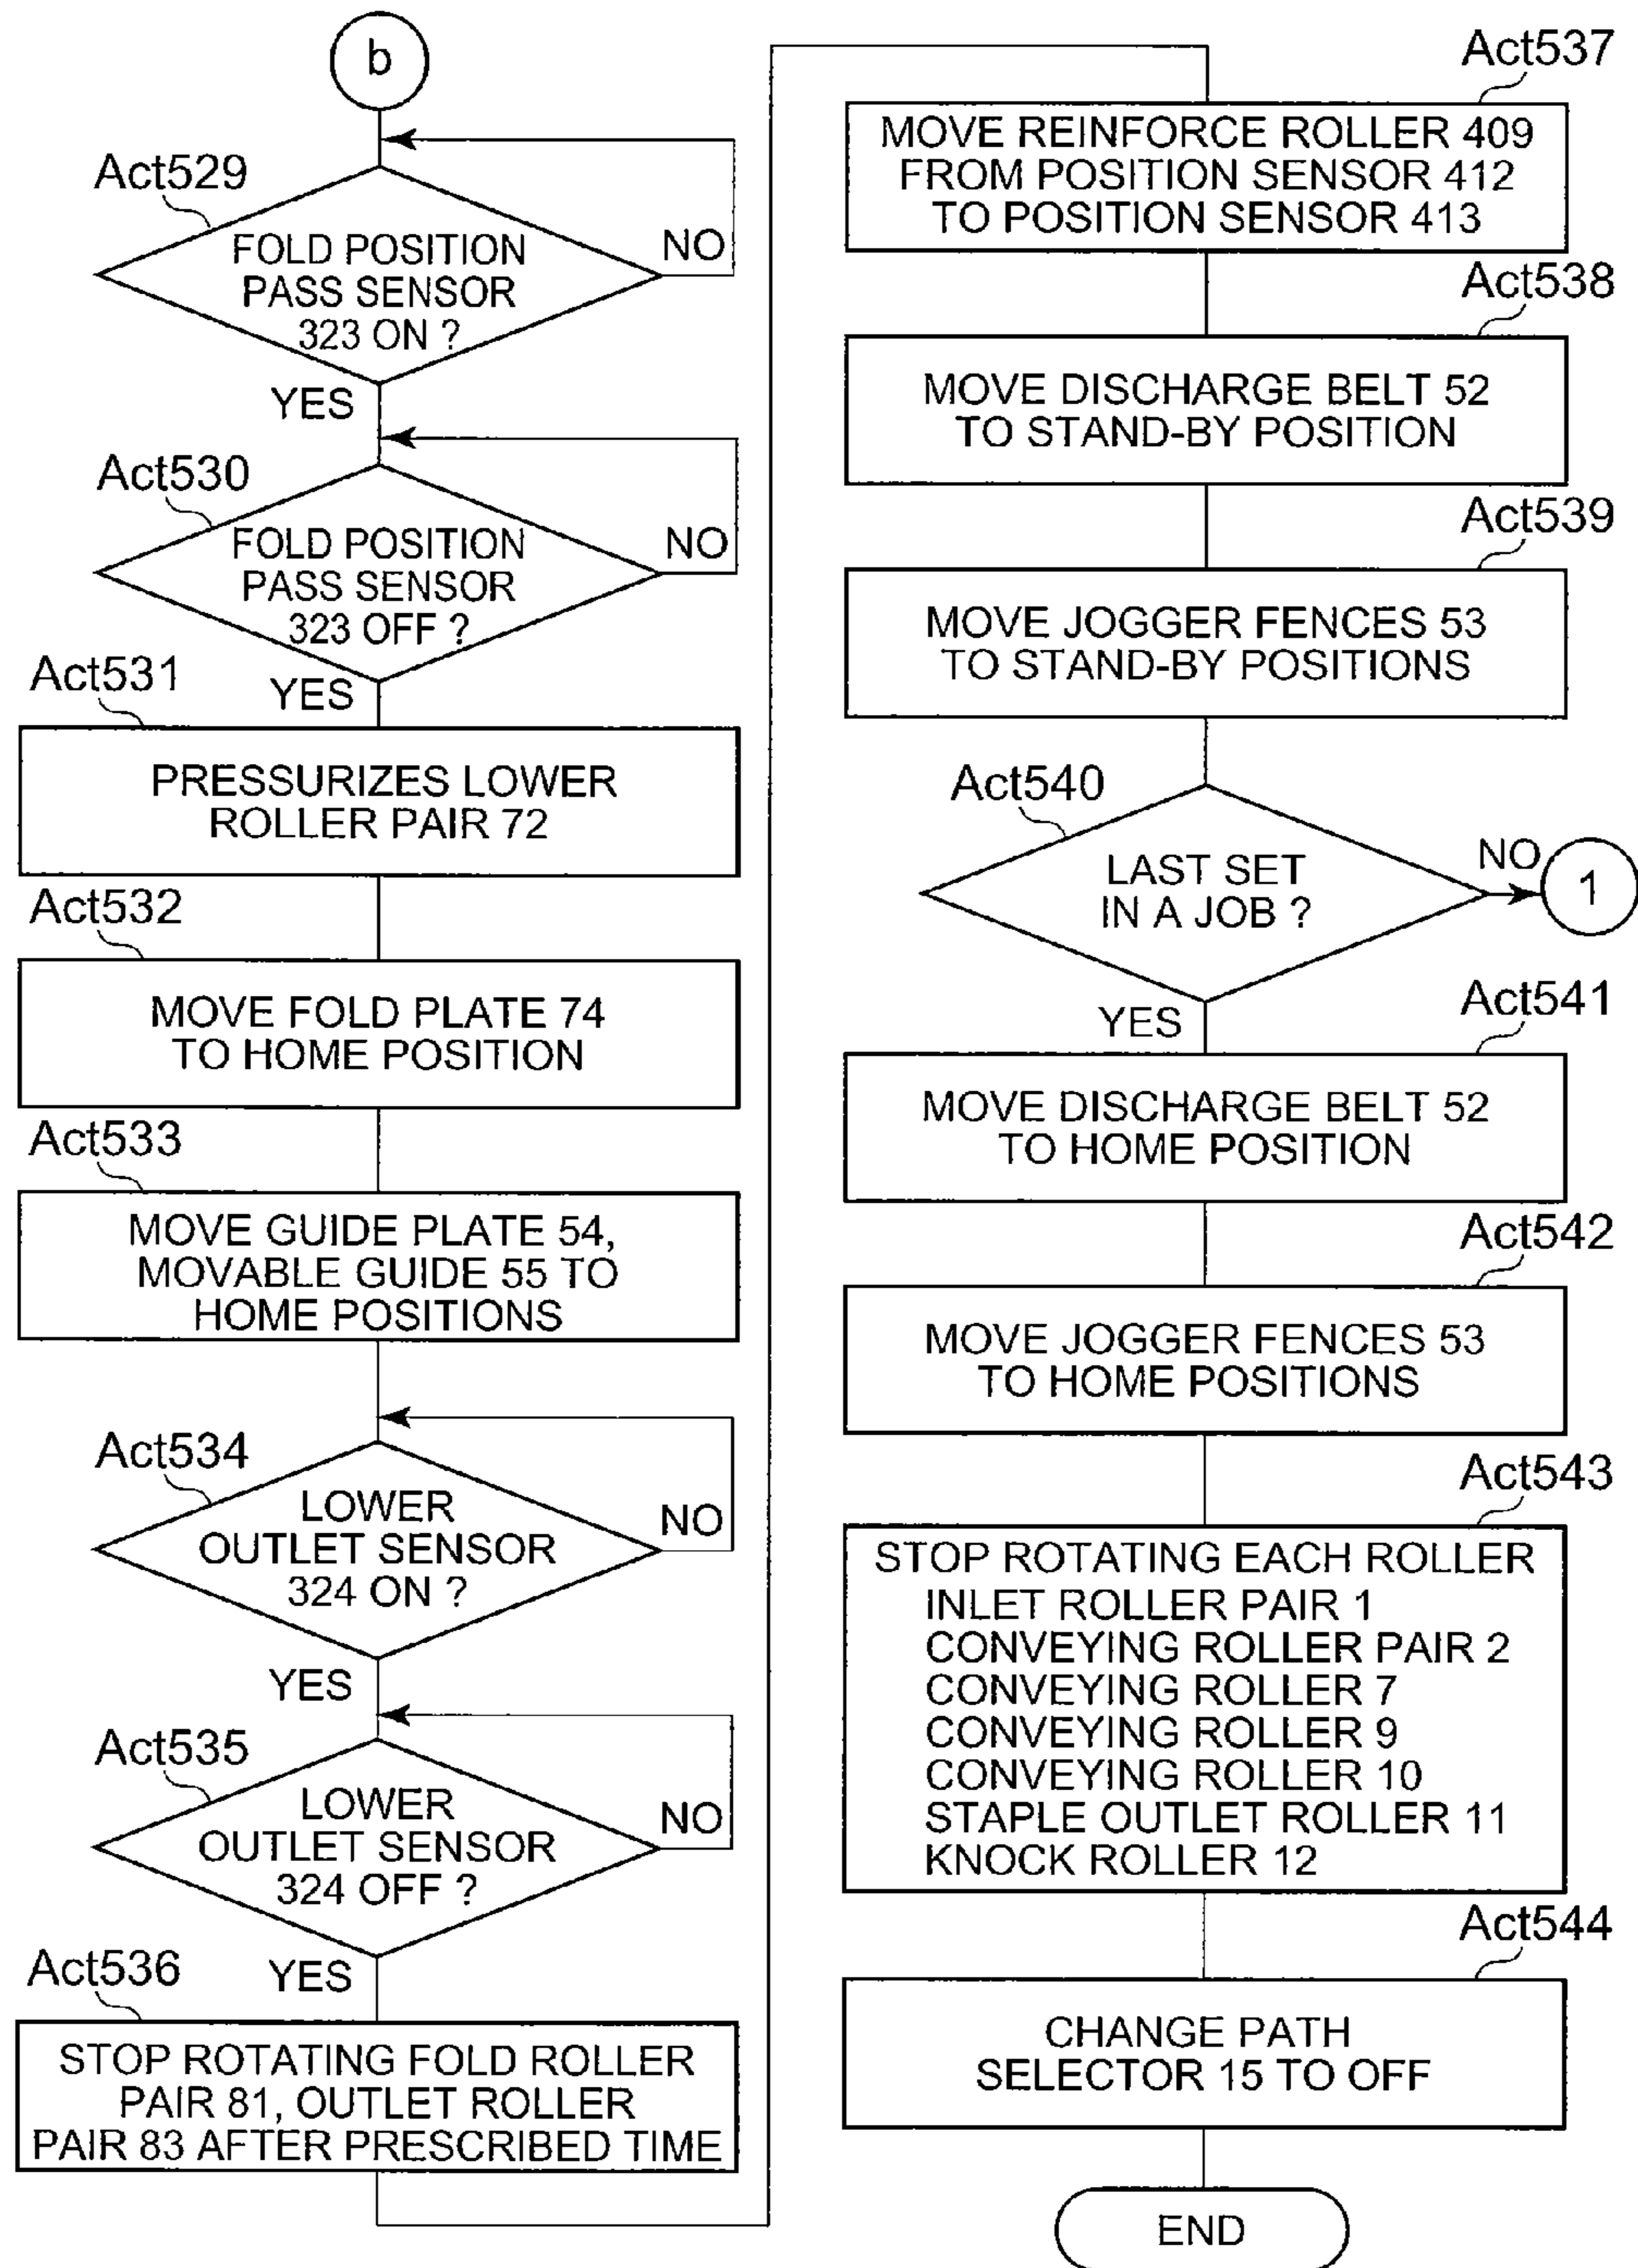 b
Act529
FOLD POSITION
PASS SENSOR
323 ON ?
NO
YES
Act530
FOLD POSITION
PASS SENSOR
323 OFF ?
NO
YES
Act531
PRESSURIZES LOWER
ROLLER PAIR 72
Act532
MOVE FOLD PLATE 74
TO HOME POSITION
Act533
MOVE GUIDE PLATE 54,
MOVABLE GUIDE 55 TO
HOME POSITIONS
Act534
LOWER
OUTLET SENSOR
324 ON ?
NO
YES
Act535
LOWER
OUTLET SENSOR
324 OFF ?
NO
YES
Act536
STOP ROTATING FOLD ROLLER
PAIR 81, OUTLET ROLLER
PAIR 83 AFTER PRESCRIBED TIME
Act537
MOVE REINFORCE ROLLER 409
FROM POSITION SENSOR 412
TO POSITION SENSOR 413
Act538
MOVE DISCHARGE BELT 52
TO STAND-BY POSITION
Act539
MOVE JOGGER FENCES 53
TO STAND-BY POSITIONS
Act540
LAST SET
IN A JOB ?
NO
1
YES
Act541
MOVE DISCHARGE BELT 52
TO HOME POSITION
Act542
MOVE JOGGER FENCES 53
TO HOME POSITIONS
Act543
STOP ROTATING EACH ROLLER
INLET ROLLER PAIR 1
CONVEYING ROLLER PAIR 2
CONVEYING ROLLER 7
CONVEYING ROLLER 9
CONVEYING ROLLER 10
STAPLE OUTLET ROLLER 11
KNOCK ROLLER 12
Act544
CHANGE PATH
SELECTOR 15 TO OFF
END